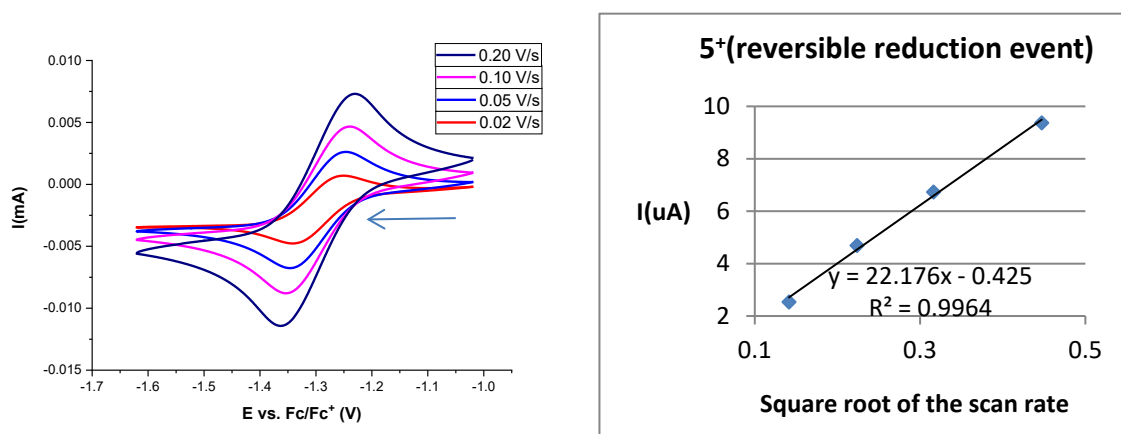 0.010
0.005
0.000
-0.005
-0.010
-0.015
I(mA)
0.20 V/s
0.10 V/s
0.05 V/s
0.02 V/s
-1.7 -1.6 -1.5 -1.4 -1.3 -1.2 -1.1 -1.0
E vs. Fc/Fc⁺ (V)
5⁺(reversible reduction event)
10
8
6
4
2
I(uA)
y = 22.176x - 0.425
R² = 0.9964
0.1 0.3 0.5
Square root of the scan rate